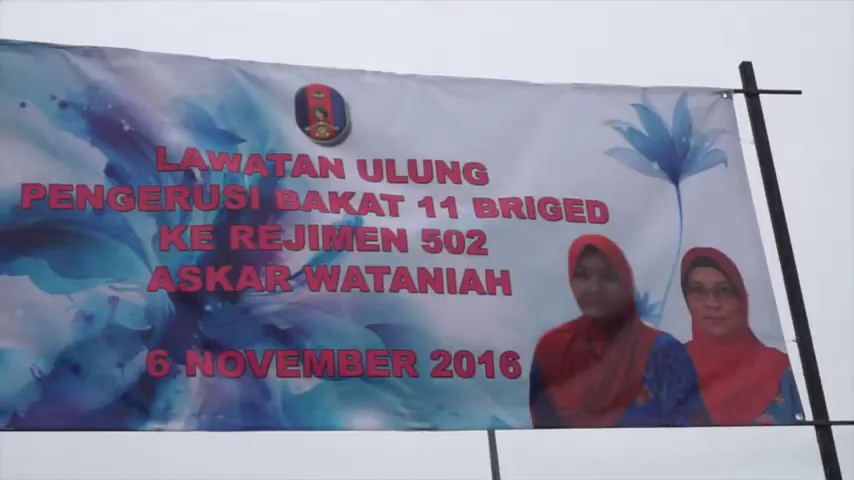 LAWATAN ULUNG
PENGERUSI BAKAT 11 BRIGED
KE REJIMEN 502
ASKAR WATANIAH
6 NOVEMBER 2016